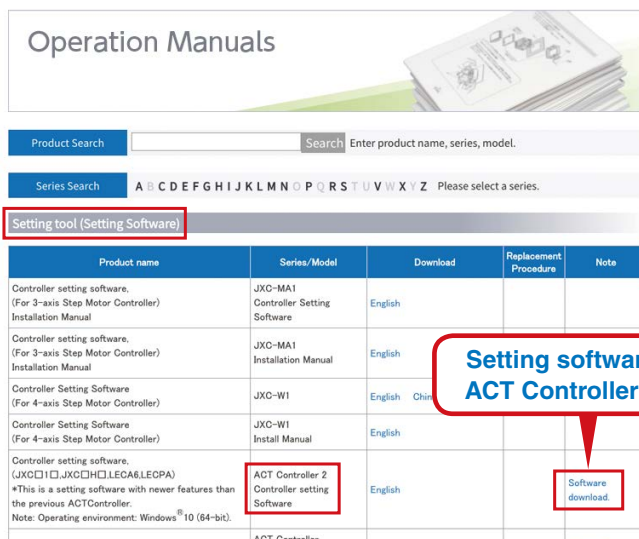 Operation Manuals
Product Search
Search Enter product name, series, model.
Series Search A B C D E F G H I J K L M N O P Q R S T U V W X Y Z Please select a series.
Setting tool (Setting Software)
Product name Series/Model Download Replacement Procedure Note
Controller setting software,
(For 3-axis Step Motor Controller)
Installation Manual
JXC-MA1
Controller Setting
Software
English
Controller setting software,
(For 3-axis Step Motor Controller)
Installation Manual
JXC-MA1
Installation Manual
English
Setting softwar
ACT Controller
Controller Setting Software
(For 4-axis Step Motor Controller)
JXC-W1
English Chin
Controller Setting Software
(For 4-axis Step Motor Controller)
JXC-W1
Install Manual
English
Controller setting software,
(JXC□1□,JXC□H□,LECA6,LECPA)
*This is a setting software with newer features than
the previous ACTController.
Note: Operating environment: Windows®10 (64-bit).
ACT Controller 2
Controller setting
Software
English
Software
download.
ACT Controller